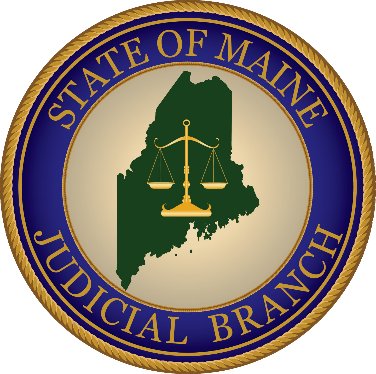 STATE OF MAINE
JUDICIAL BRANCH